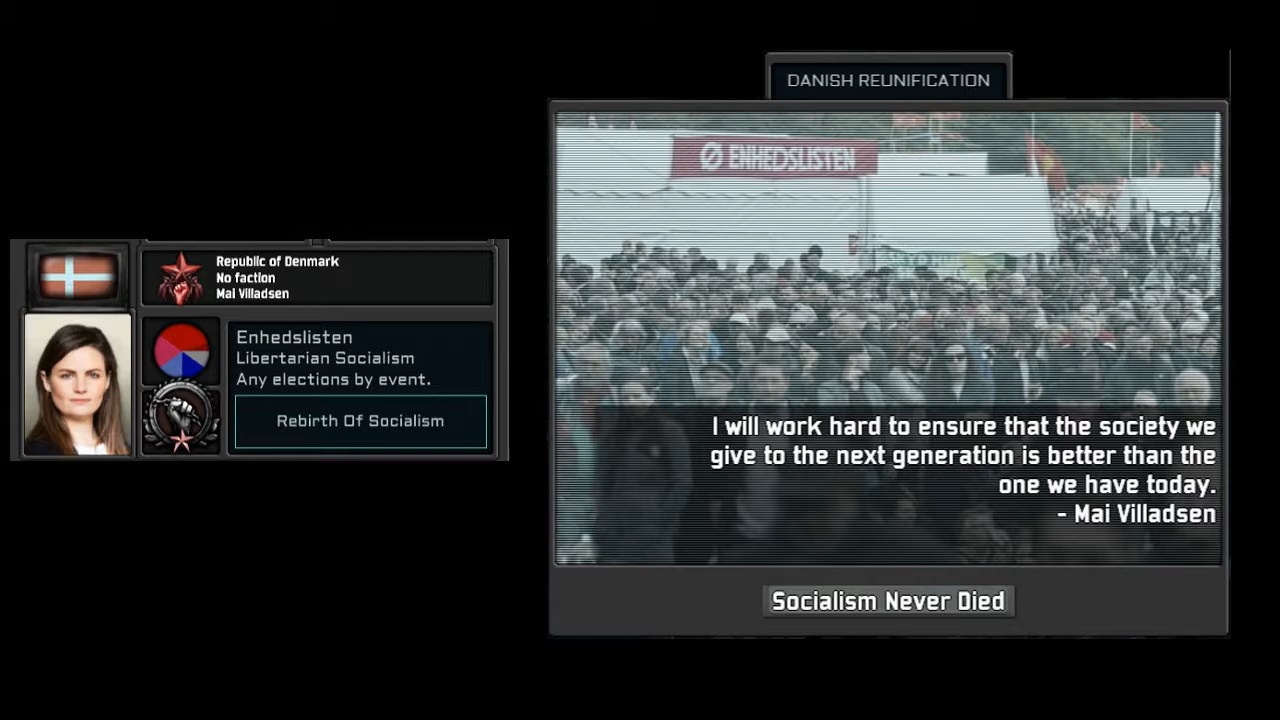 Republic of Denmark
No faction
Mai Villadsen
Enhedslisten
Libertarian Socialism
Any elections by event.
Rebirth Of Socialism
DANISH REUNIFICATION
Ø ENHEDSLISTEN
I will work hard to ensure that the society we
give to the next generation is better than the
one we have today.
- Mai Villadsen
Socialism Never Died